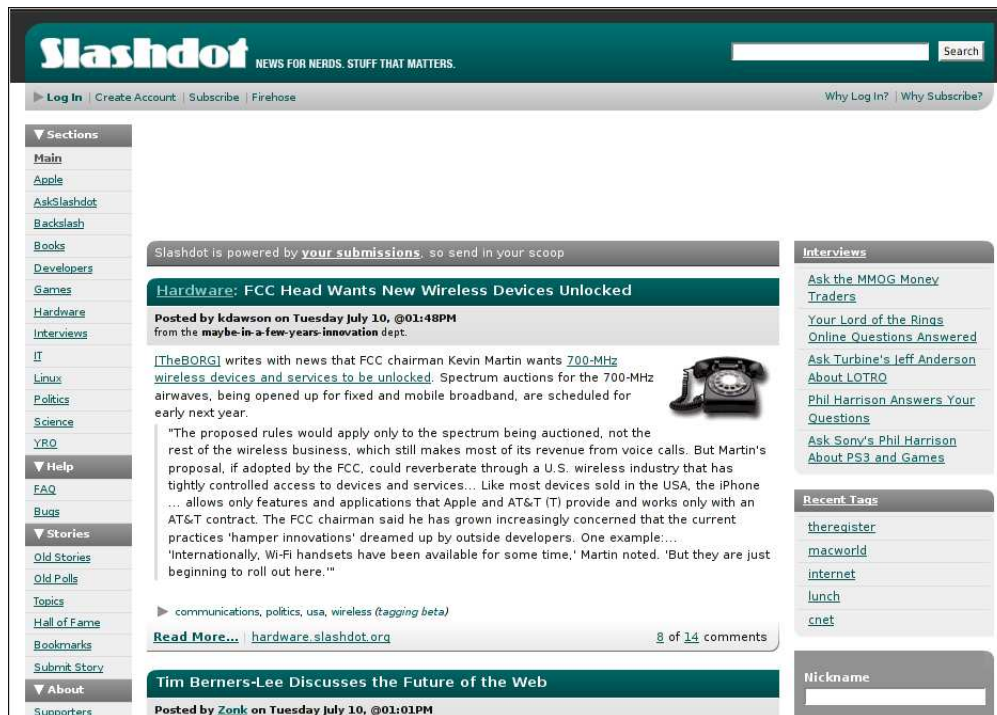 Slashdot NEWS FOR NERDS. STUFF THAT MATTERS.
Search
Log In | Create Account | Subscribe | Firehose
Why Log In? | Why Subscribe?
▼ Sections
Main
Apple
AskSlashdot
Backslash
Books
Developers
Games
Hardware
Interviews
IT
Linux
Politics
Science
YRO
▼ Help
FAQ
Bugs
▼ Stories
Old Stories
Old Polls
Topics
Hall of Fame
Bookmarks
Submit Story
▼ About
Supporters
Slashdot is powered by your submissions, so send in your scoop
Hardware: FCC Head Wants New Wireless Devices Unlocked
Posted by kdawson on Tuesday July 10, @01:48PM
from the maybe-in-a-few-years-innovation dept.
[TheBORG] writes with news that FCC chairman Kevin Martin wants 700-MHz
wireless devices and services to be unlocked. Spectrum auctions for the 700-MHz
airwaves, being opened up for fixed and mobile broadband, are scheduled for
early next year.
"The proposed rules would apply only to the spectrum being auctioned, not the
rest of the wireless business, which still makes most of its revenue from voice calls. But Martin's
proposal, if adopted by the FCC, could reverberate through a U.S. wireless industry that has
tightly controlled access to devices and services... Like most devices sold in the USA, the iPhone
... allows only features and applications that Apple and AT&T (T) provide and works only with an
AT&T contract. The FCC chairman said he has grown increasingly concerned that the current
practices 'hamper innovations' dreamed up by outside developers. One example:...
'Internationally, Wi-Fi handsets have been available for some time,' Martin noted. 'But they are just
beginning to roll out here.'"
communications, politics, usa, wireless (tagging beta)
Read More... | hardware.slashdot.org
8 of 14 comments
Tim Berners-Lee Discusses the Future of the Web
Posted by Zonk on Tuesday July 10, @01:01PM
Interviews
Ask the MMOG Money
Traders
Your Lord of the Rings
Online Questions Answered
Ask Turbine's Jeff Anderson
About LOTRO
Phil Harrison Answers Your
Questions
Ask Sony's Phil Harrison
About PS3 and Games
Recent Tags
theregister
macworld
internet
lunch
cnet
Nickname